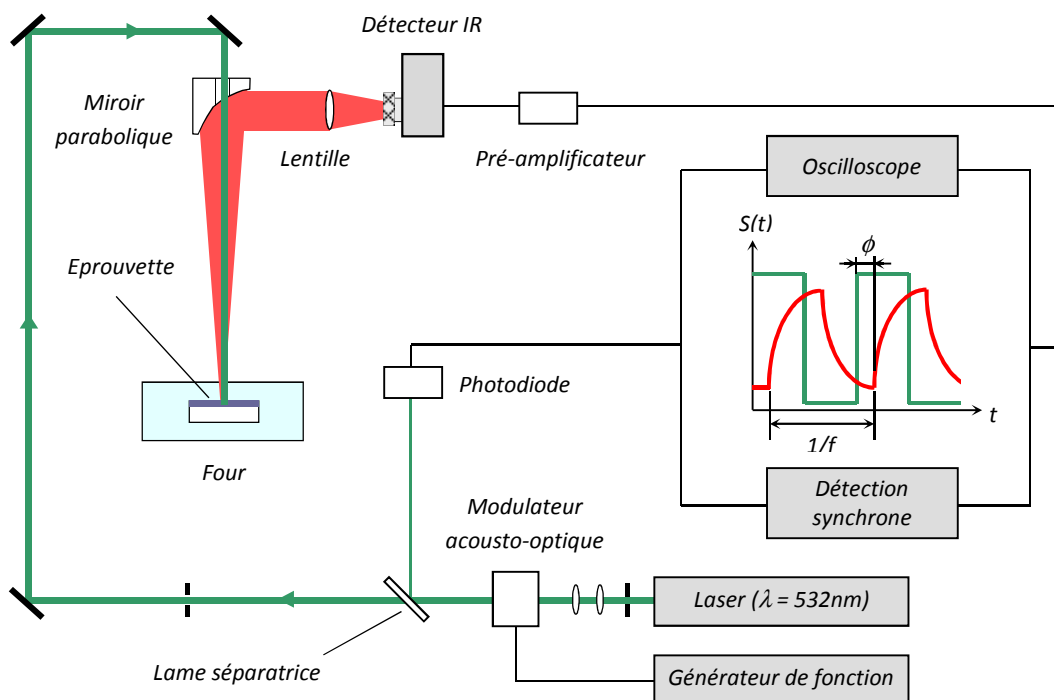 Détecteur IR
Miroir
parabolique
Lentille
Pré-amplificateur
Oscilloscope
S(t)
ϕ
Eprouvette
Photodiode
t
1/f
Four
Détection
synchrone
Modulateur
acousto-optique
Laser (λ = 532nm)
Lame séparatrice
Générateur de fonction